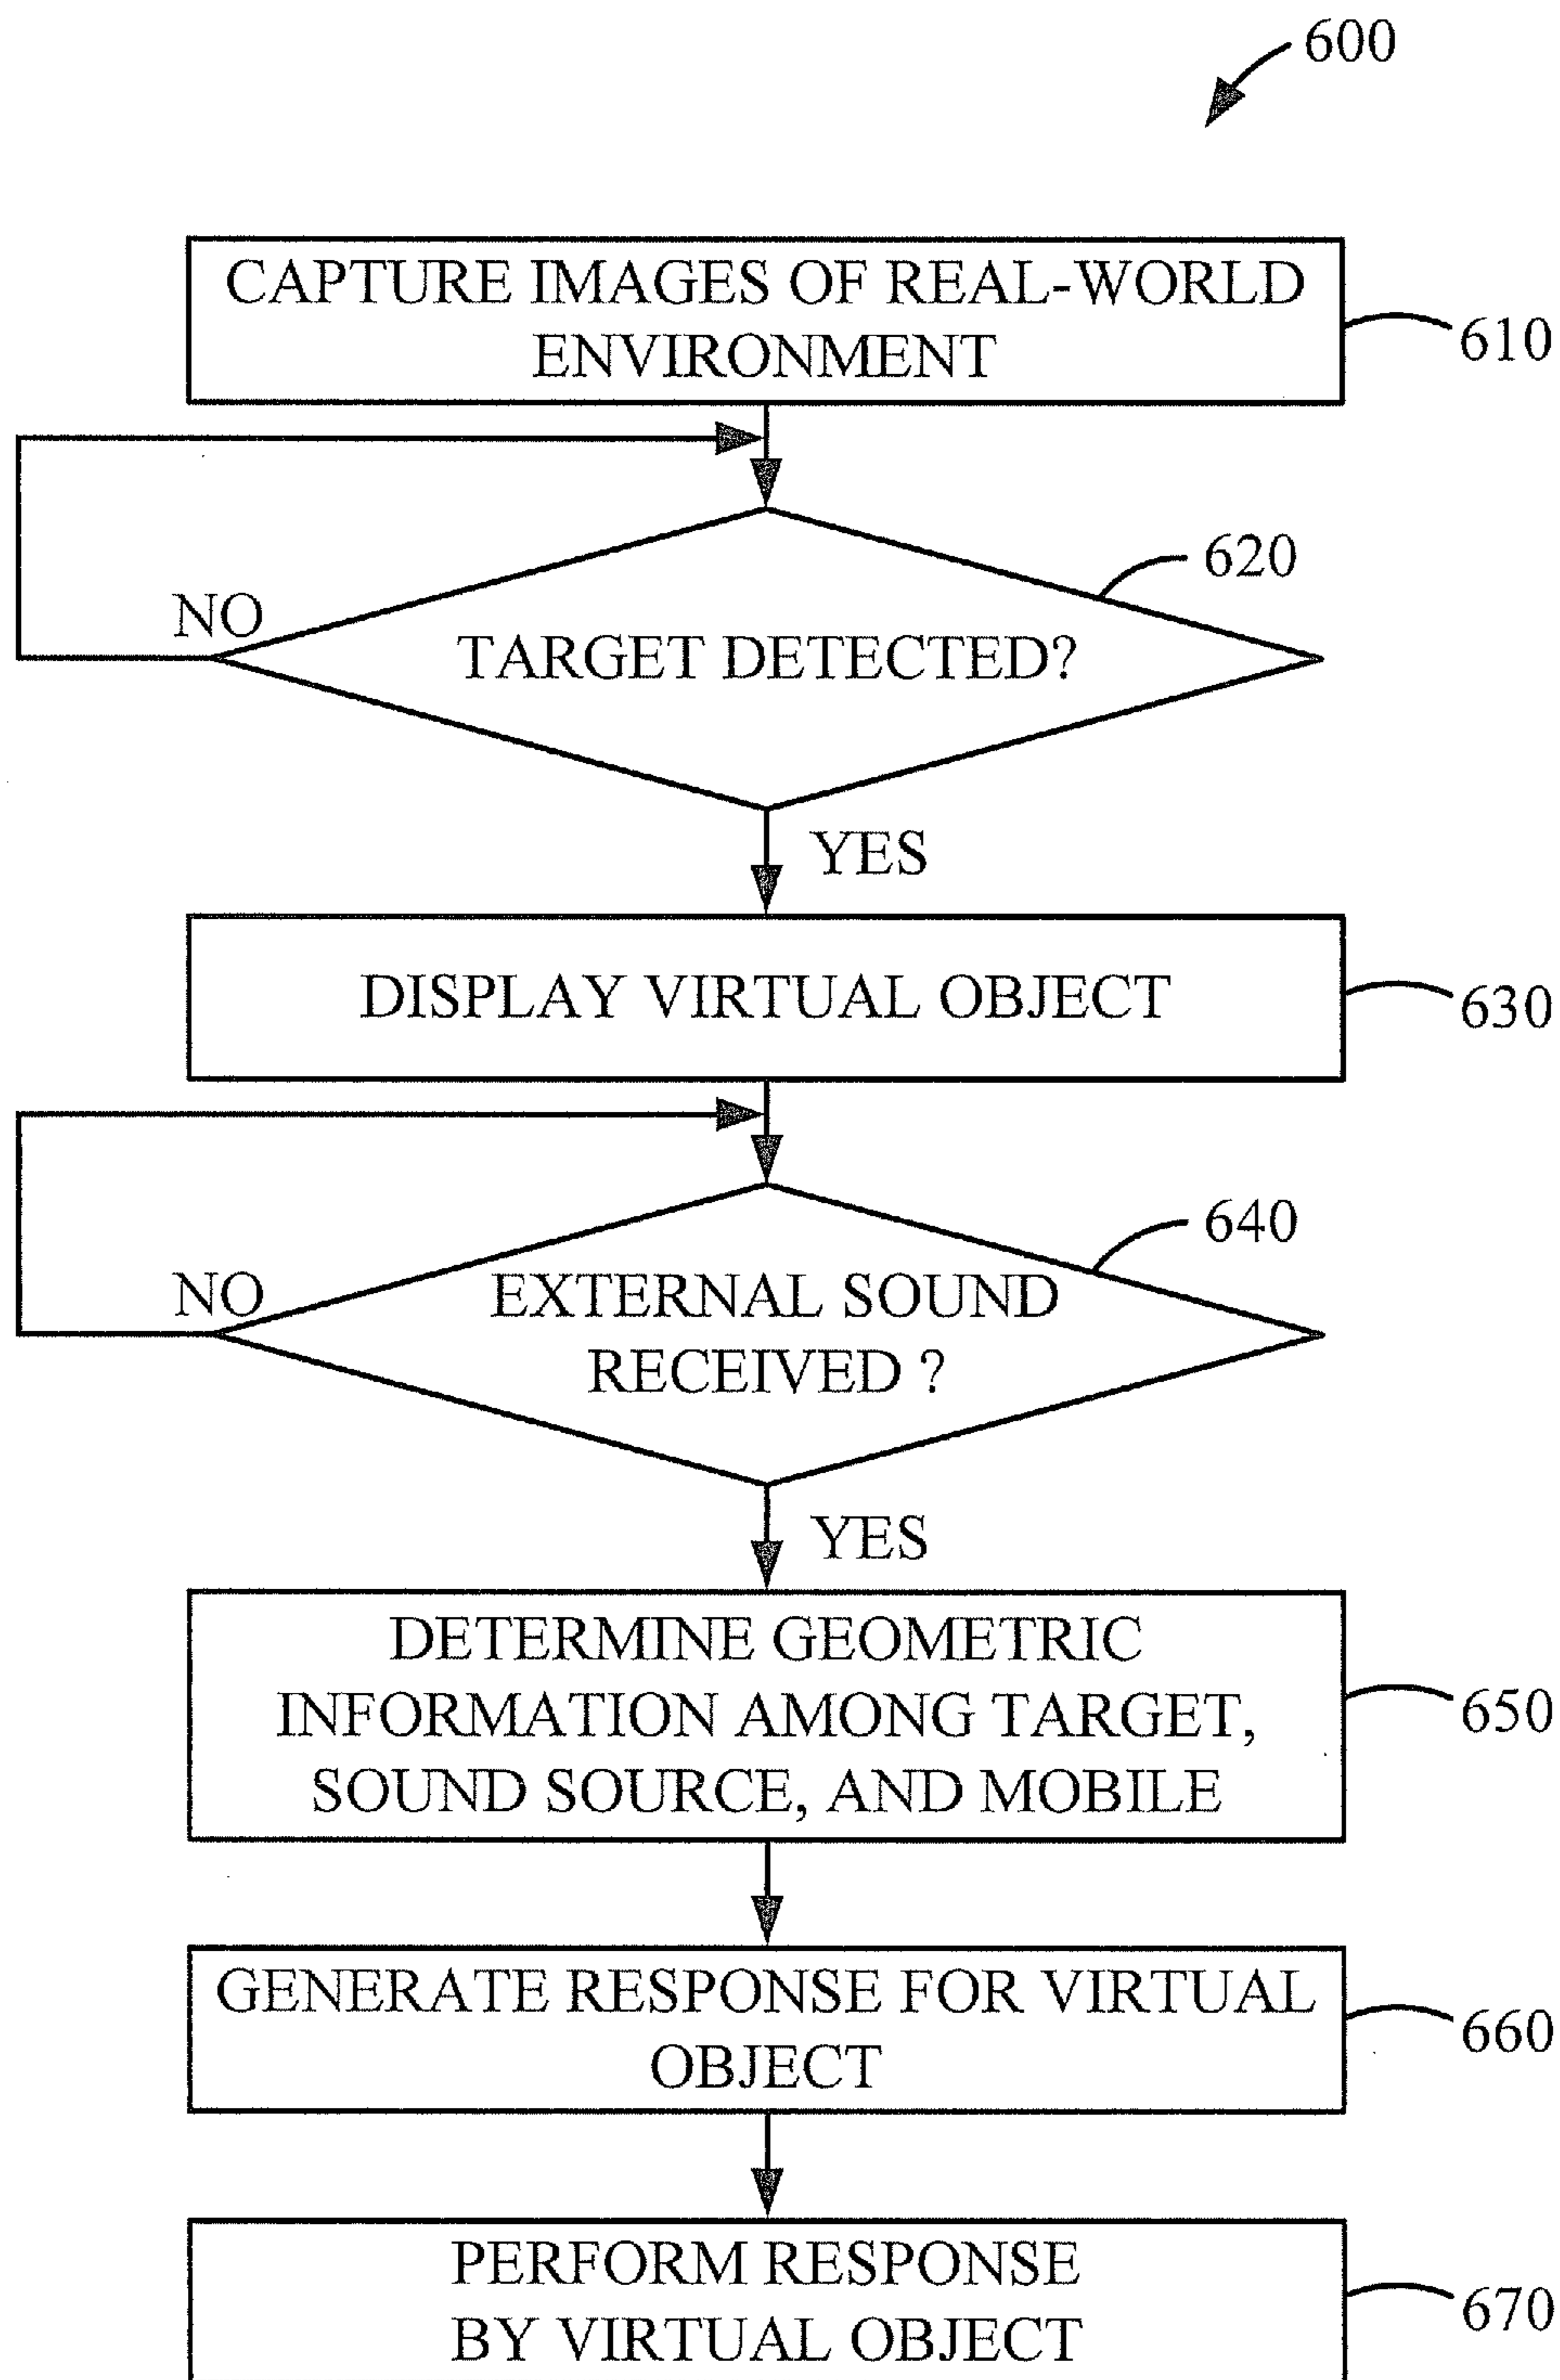 600
CAPTURE IMAGES OF REAL-WORLD
ENVIRONMENT
610
620
NO
TARGET DETECTED?
YES
DISPLAY VIRTUAL OBJECT
630
640
NO
EXTERNAL SOUND
RECEIVED ?
YES
DETERMINE GEOMETRIC
INFORMATION AMONG TARGET,
SOUND SOURCE, AND MOBILE
650
GENERATE RESPONSE FOR VIRTUAL
OBJECT
660
PERFORM RESPONSE
BY VIRTUAL OBJECT
670